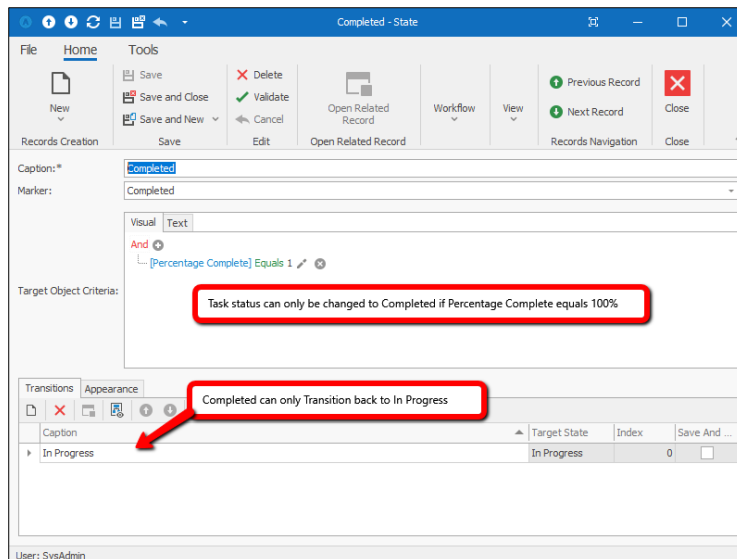 Completed - State
File Home Tools
New
Save
Save and Close
Save and New
Delete
Validate
Cancel
Open Related
Record
Workflow
View
Previous Record
Next Record
Close
Records Creation Save Edit Open Related Record Records Navigation Close
Caption:* Completed
Marker: Completed
Visual Text
And
[Percentage Complete] Equals 1
Target Object Criteria:
Task status can only be changed to Completed if Percentage Complete equals 100%
Transitions Appearance
Completed can only Transition back to In Progress
Caption Target State Index Save And ...
In Progress In Progress 0
User: SysAdmin